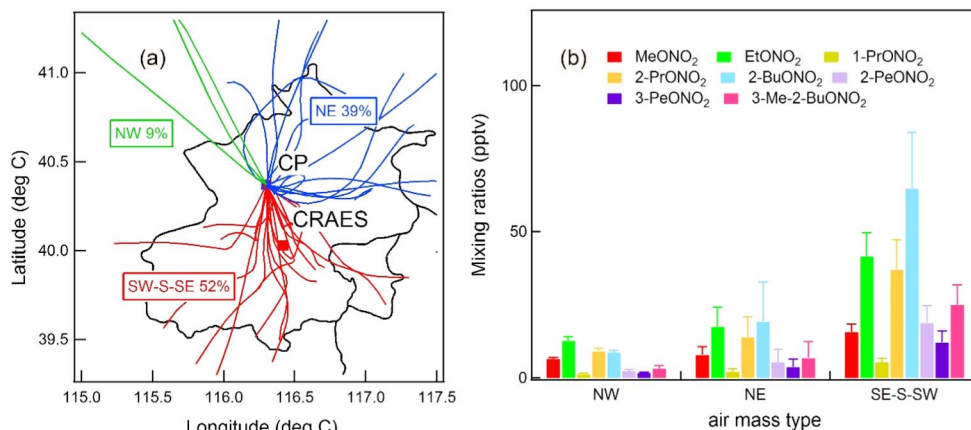 (a)
41.0
NE 39%
NW 9%
40.5
CP
CRAES
40.0
SW-S-SE 52%
39.5
115.0 115.5 116.0 116.5 117.0 117.5
Latitude (deg C)
Longitude (deg C)
(b)
MeONO2 EtONO2 1-PrONO2
2-PrONO2 2-BuONO2 2-PeONO2
3-PeONO2 3-Me-2-BuONO2
100
50
0
Mixing ratios (pptv)
NW NE SE-S-SW
air mass type